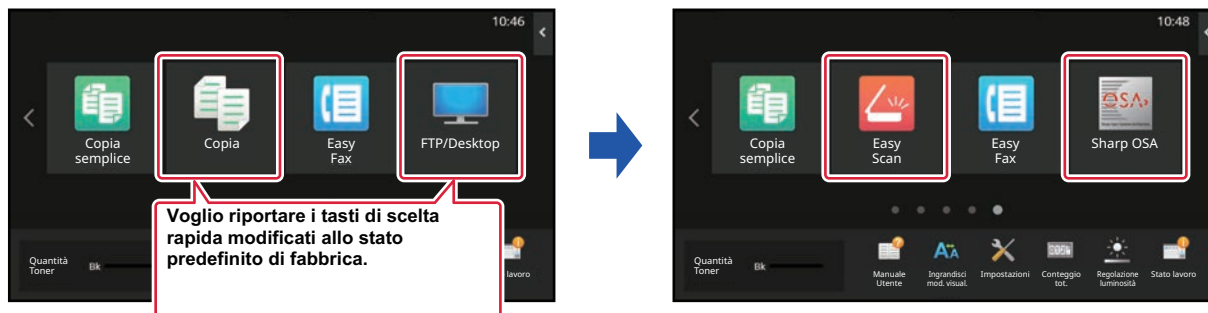 10:46
Copia
semplice
Copia
Easy
Fax
FTP/Desktop
Voglio riportare i tasti di scelta
rapida modificati allo stato
predefinito di fabbrica.
Quantità
Toner
Bk
lavoro
10:48
Copia
semplice
Easy
Scan
Easy
Fax
OSA
Sharp OSA
Quantità
Toner
Bk
Manuale
Utente
Ingrandisci
mod. visual.
Impostazioni
Conteggio
tot.
Regolazione
luminosità
Stato lavoro